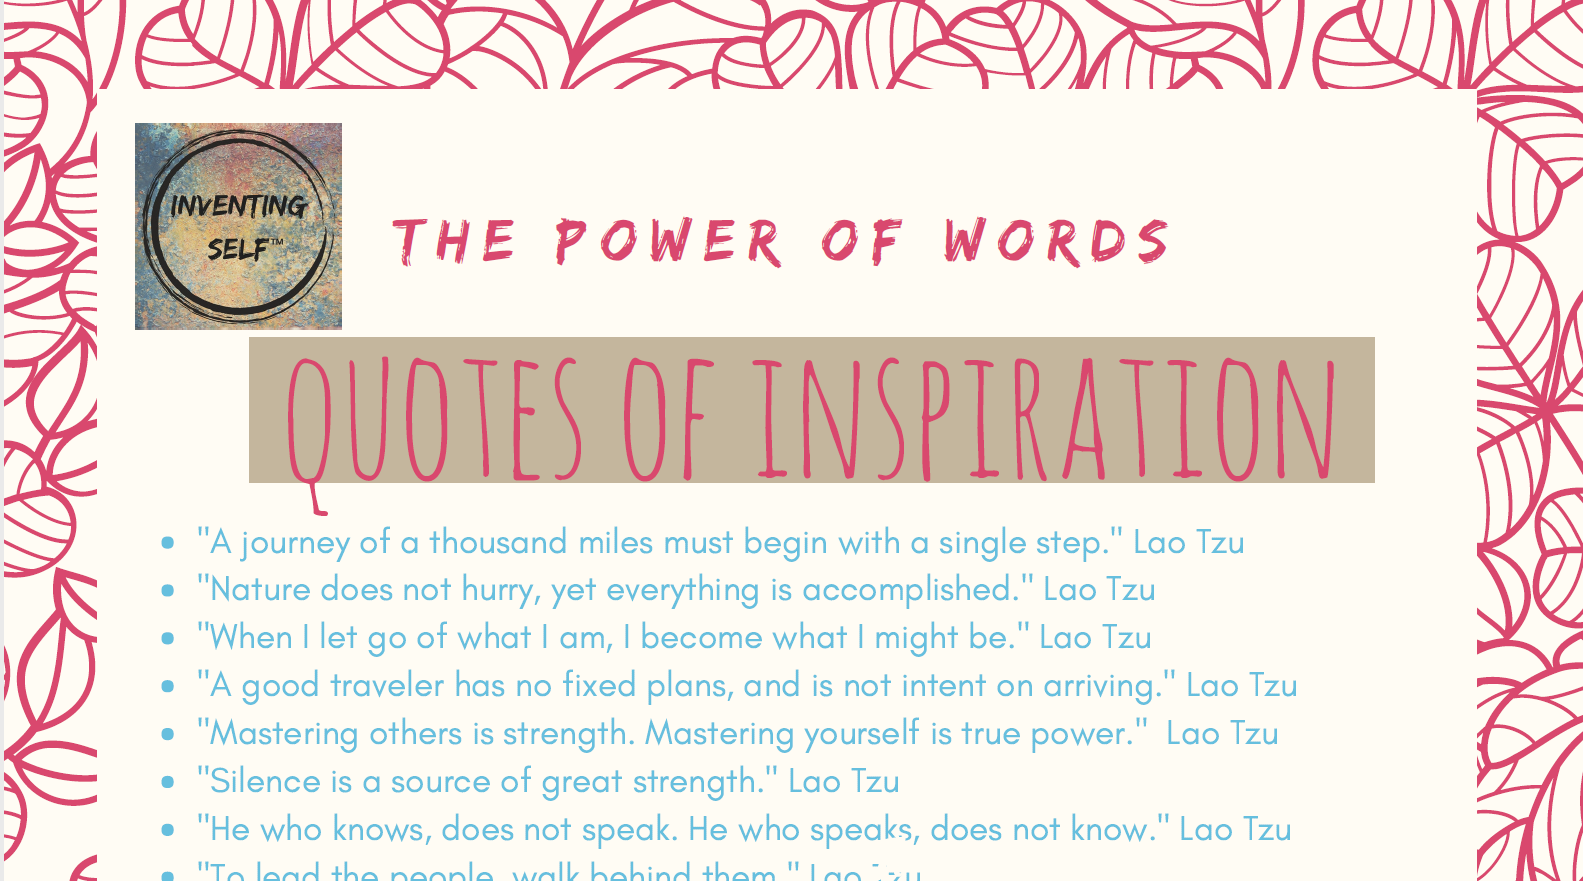 INVENTING
SELF™
THE POWER OF WORDS
QUOTES OF INSPIRATION
• "A journey of a thousand miles must begin with a single step." Lao Tzu
• "Nature does not hurry, yet everything is accomplished." Lao Tzu
• "When I let go of what I am, I become what I might be." Lao Tzu
• "A good traveler has no fixed plans, and is not intent on arriving." Lao Tzu
• "Mastering others is strength. Mastering yourself is true power."  Lao Tzu
• "Silence is a source of great strength." Lao Tzu
• "He who knows, does not speak. He who speaks, does not know." Lao Tzu
• "To lead the people, walk behind them." Lao Tzu